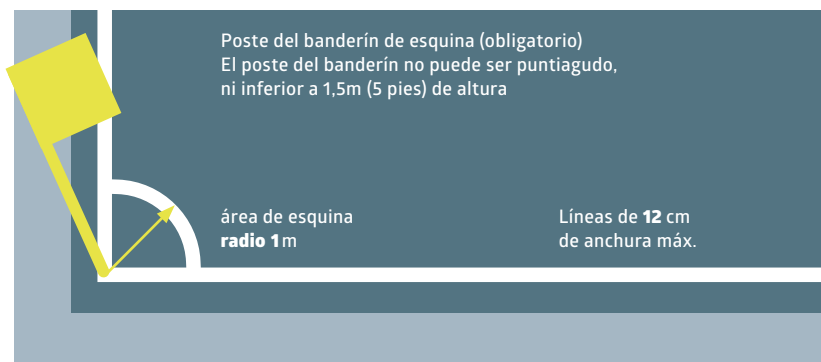 Poste del banderín de esquina (obligatorio)
El poste del banderín no puede ser puntiagudo,
ni inferior a 1,5m (5 pies) de altura
área de esquina
radio 1 m
Líneas de 12 cm
de anchura máx.